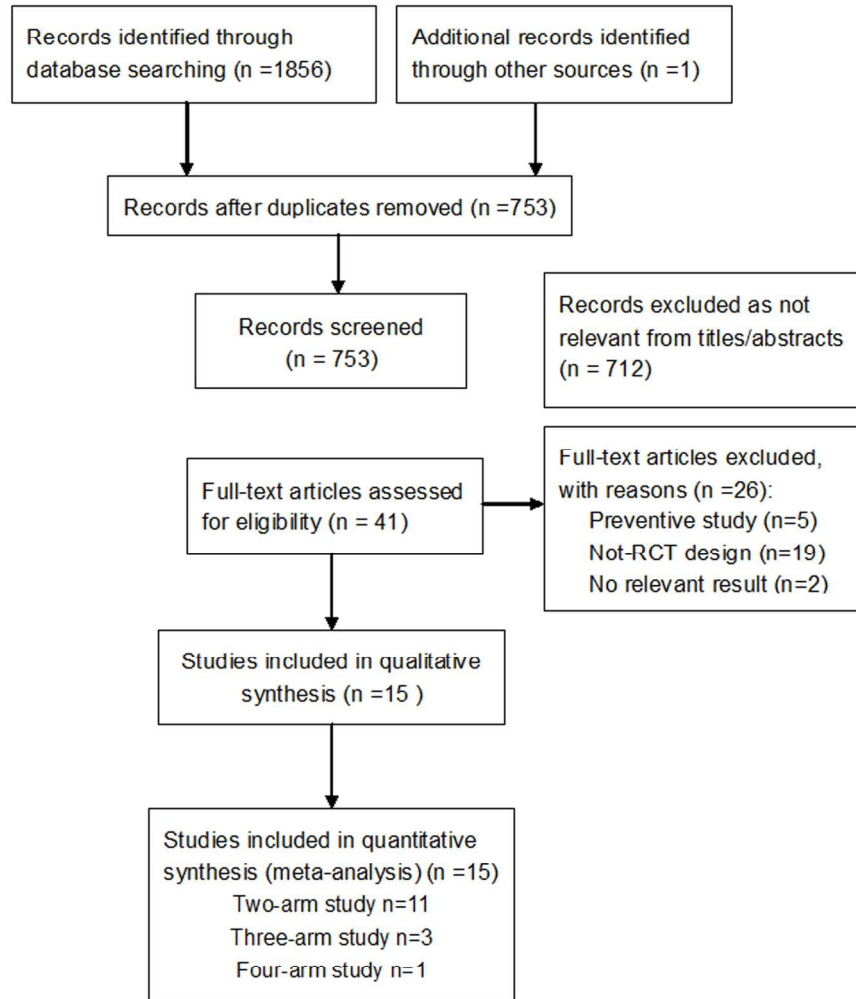 Records identified through
database searching (n =1856)
Additional records identified
through other sources (n =1)
Records after duplicates removed (n =753)
Records screened
(n = 753)
Records excluded as not
relevant from titles/abstracts
(n = 712)
Full-text articles assessed
for eligibility (n = 41)
Full-text articles excluded,
with reasons (n =26):
Preventive study (n=5)
Not-RCT design (n=19)
No relevant result (n=2)
Studies included in qualitative
synthesis (n =15 )
Studies included in quantitative
synthesis (meta-analysis) (n =15)
Two-arm study n=11
Three-arm study n=3
Four-arm study n=1